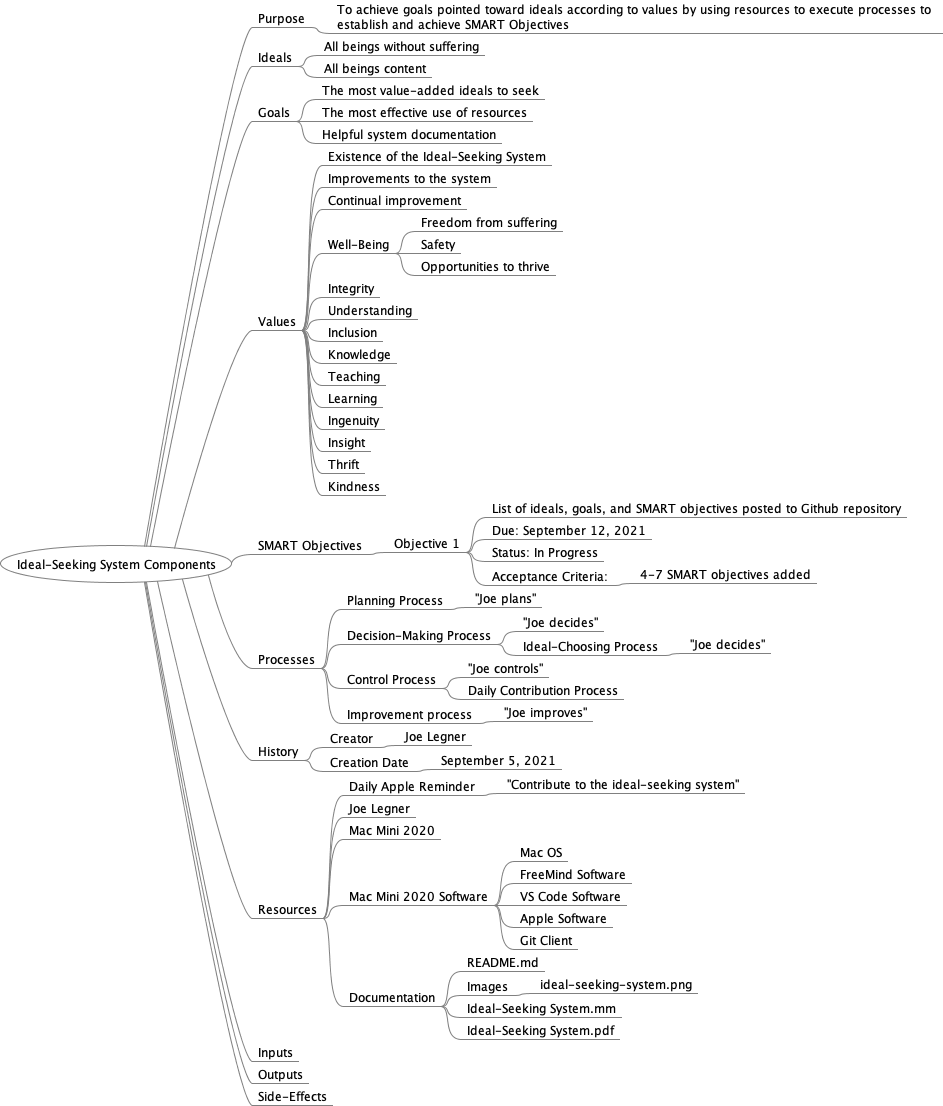 Purpose
To achieve goals pointed toward ideals according to values by using resources to execute processes to
establish and achieve SMART Objectives
Ideals
All beings without suffering
All beings content
Goals
The most value-added ideals to seek
The most effective use of resources
Helpful system documentation
Values
Existence of the Ideal-Seeking System
Improvements to the system
Continual improvement
Well-Being
Freedom from suffering
Safety
Opportunities to thrive
Integrity
Understanding
Inclusion
Knowledge
Teaching
Learning
Ingenuity
Insight
Thrift
Kindness
Ideal-Seeking System Components
SMART Objectives
Objective 1
List of ideals, goals, and SMART objectives posted to Github repository
Due: September 12, 2021
Status: In Progress
Acceptance Criteria:
4-7 SMART objectives added
Processes
Planning Process
"Joe plans"
Decision-Making Process
"Joe decides"
Ideal-Choosing Process
"Joe decides"
Control Process
"Joe controls"
Daily Contribution Process
Improvement process
"Joe improves"
History
Creator
Joe Legner
Creation Date
September 5, 2021
Resources
Daily Apple Reminder
"Contribute to the ideal-seeking system"
Joe Legner
Mac Mini 2020
Mac Mini 2020 Software
Mac OS
FreeMind Software
VS Code Software
Apple Software
Git Client
Documentation
README.md
Images
ideal-seeking-system.png
Ideal-Seeking System.mm
Ideal-Seeking System.pdf
Inputs
Outputs
Side-Effects